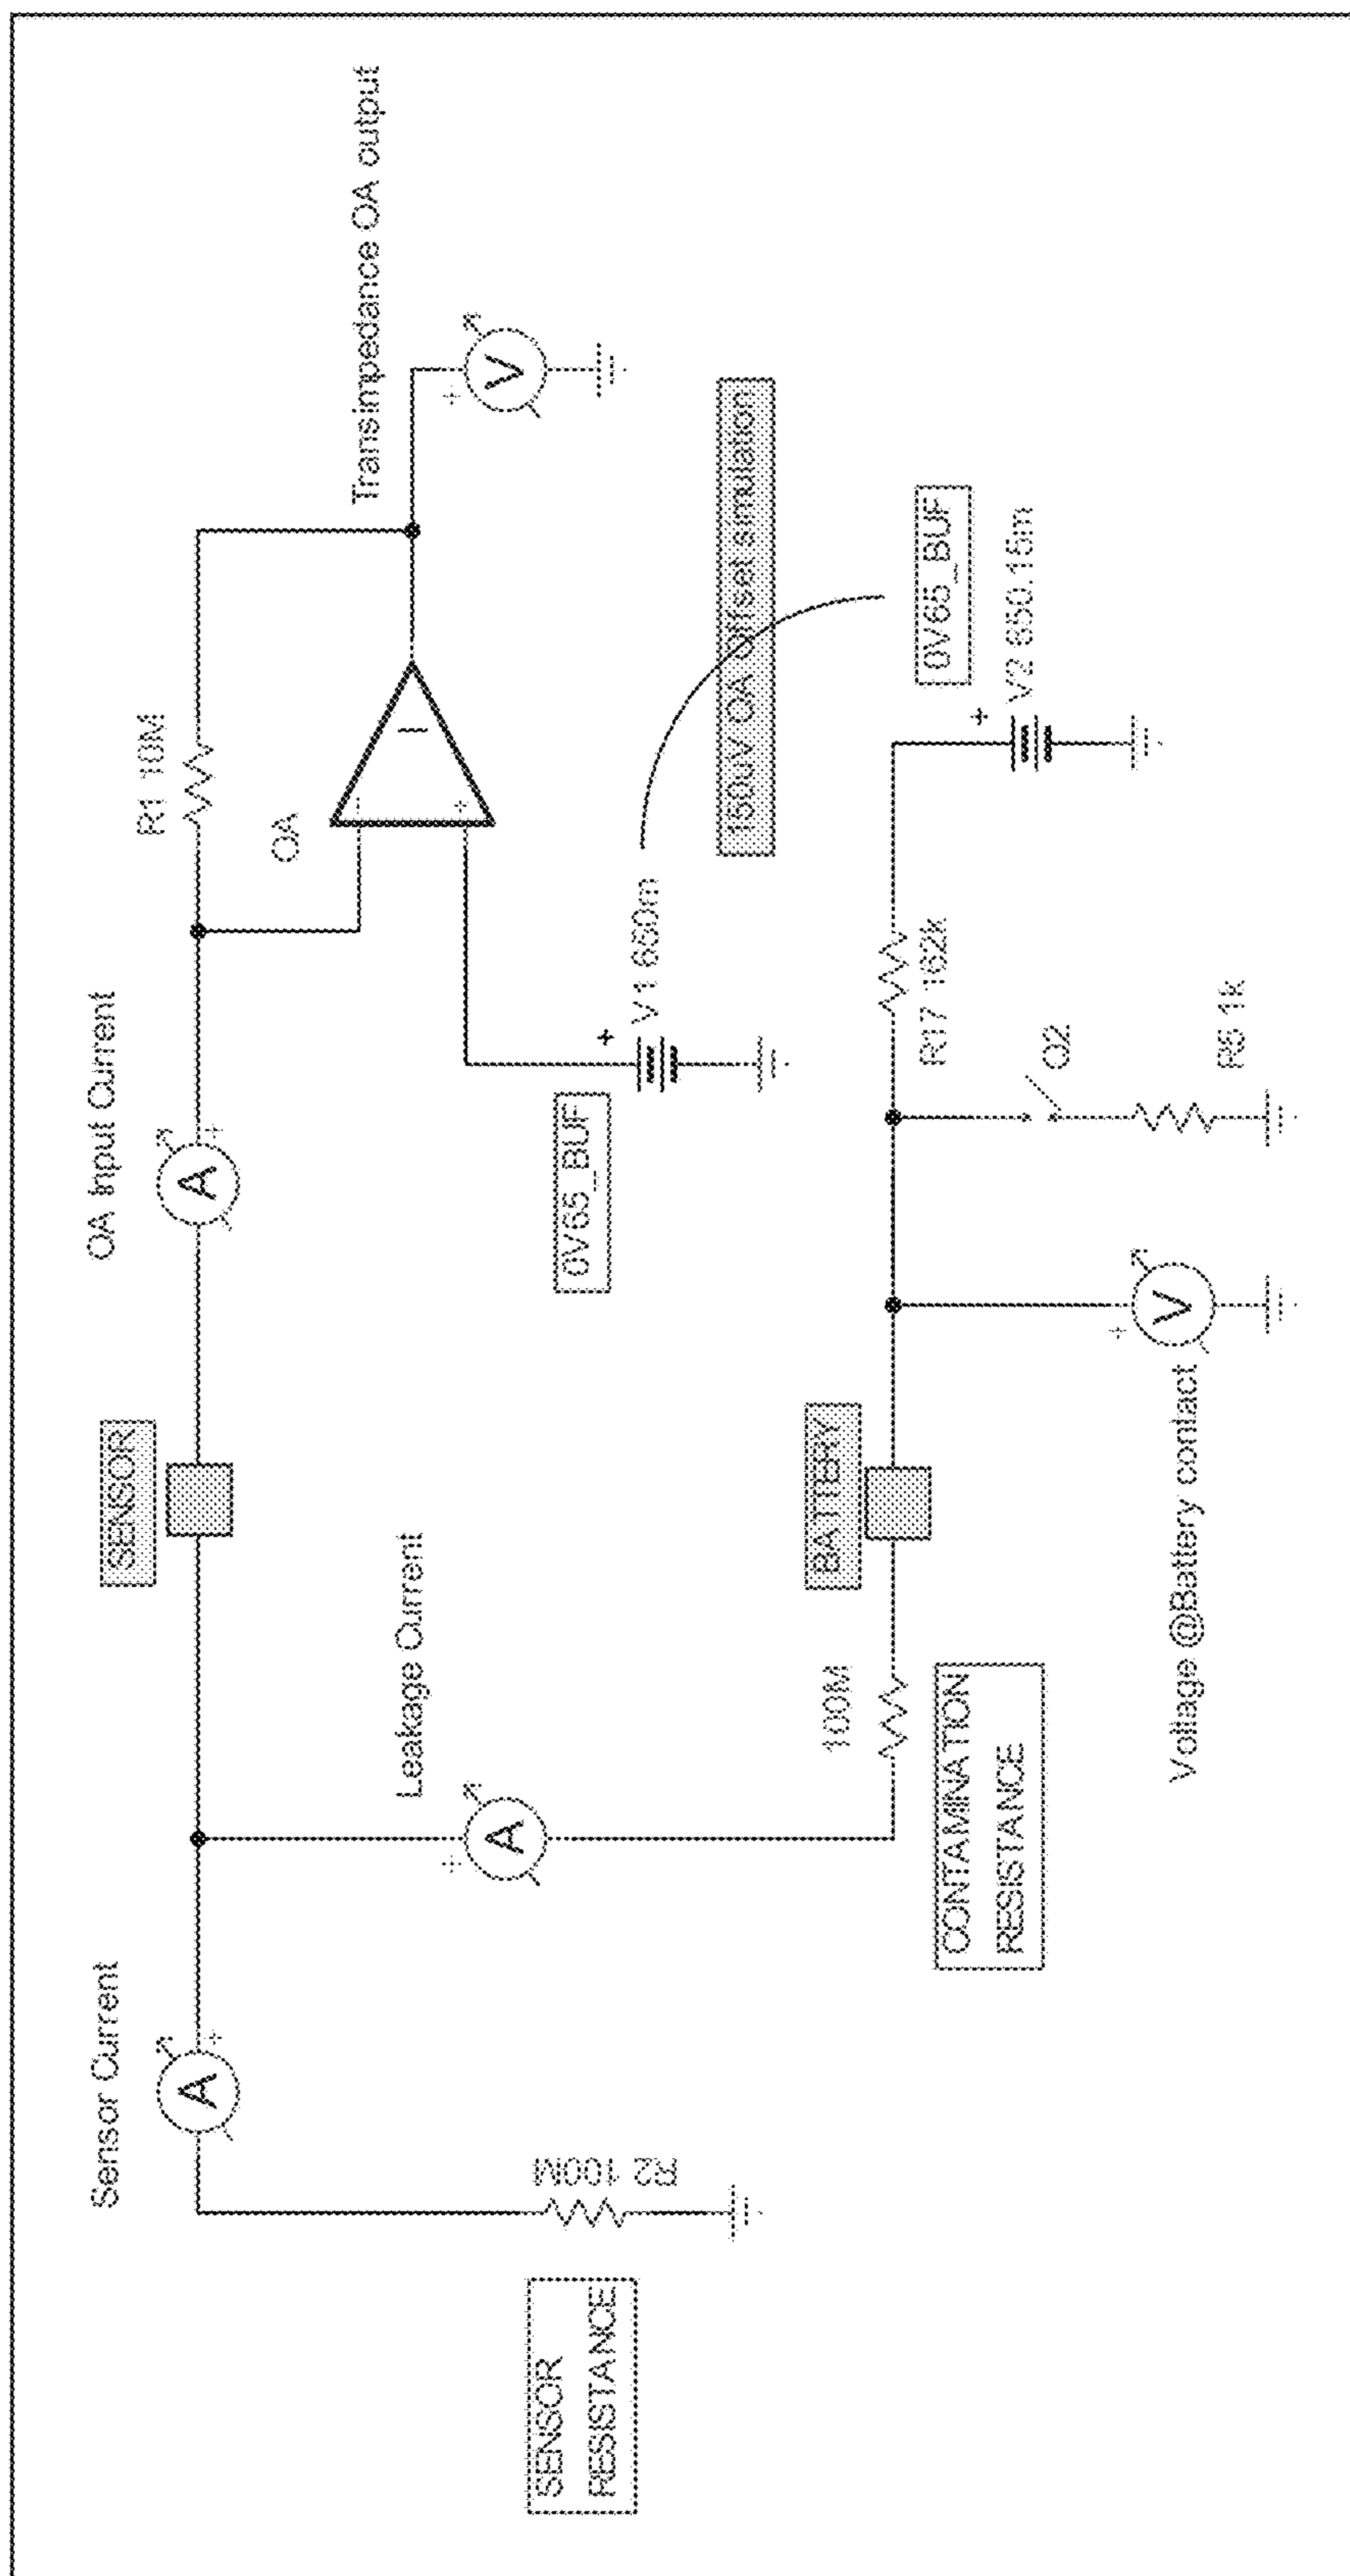 Sensor Current
A
+
SENSOR
RESISTANCE
R2 100M
Leakage Current
+
A
SENSOR
OA Input Current
A
+
R1 10M
OA
-
+
Transimpedance OA output
+
V
0V65_BUF
+
V1 650m
150uV OA Offset simulation
100M
CONTAMINATION
RESISTANCE
BATTERY
+
V
Voltage @Battery contact
R17 162k
R5 1k
0V65_BUF
+
V2 650.15m